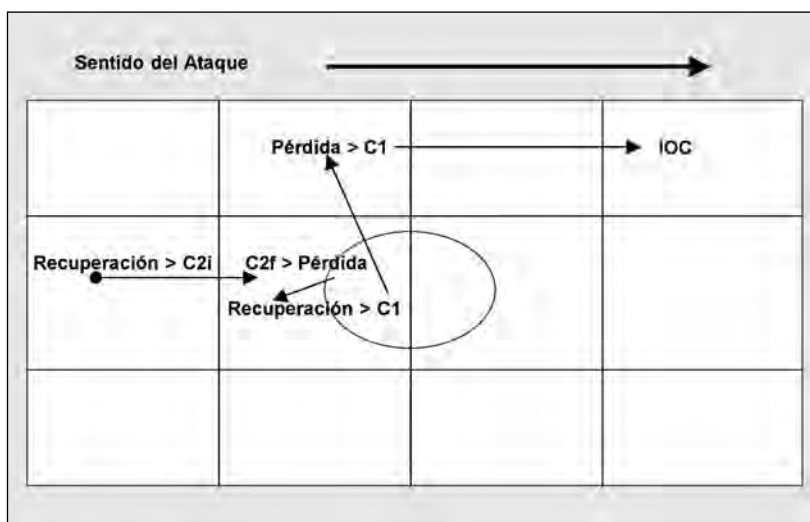 Sentido del Ataque
Pérdida > C1
IOC
Recuperación > C2i
C2f > Pérdida
Recuperación > C1